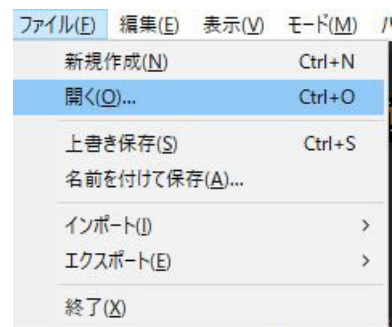 ファイル(F) 編集(E) 表示(V) モード(M)
新規作成(N) Ctrl+N
開く(O)... Ctrl+O
上書き保存(S) Ctrl+S
名前を付けて保存(A)...
インポート(I) >
エクスポート(E) >
終了(X)